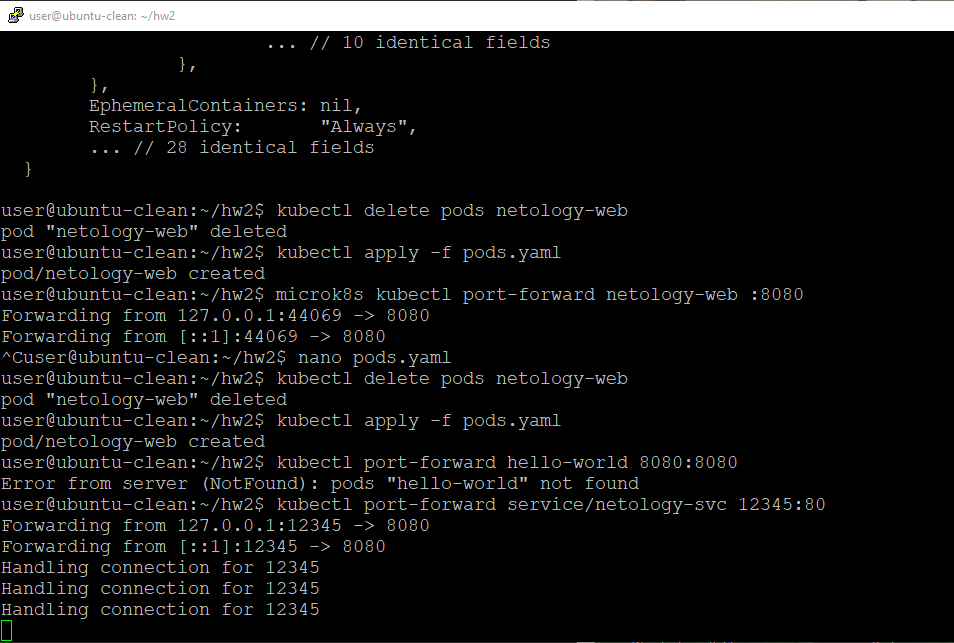 user@ubuntu-clean: ~/hw2
... // 10 identical fields
},
},
EphemeralContainers: nil,
RestartPolicy: "Always",
... // 28 identical fields
}
user@ubuntu-clean:~/hw2$ kubectl delete pods netology-web
pod "netology-web" deleted
user@ubuntu-clean:~/hw2$ kubectl apply -f pods.yaml
pod/netology-web created
user@ubuntu-clean:~/hw2$ microk8s kubectl port-forward netology-web :8080
Forwarding from 127.0.0.1:44069 -> 8080
Forwarding from [::1]:44069 -> 8080
^Cuser@ubuntu-clean:~/hw2$ nano pods.yaml
user@ubuntu-clean:~/hw2$ kubectl delete pods netology-web
pod "netology-web" deleted
user@ubuntu-clean:~/hw2$ kubectl apply -f pods.yaml
pod/netology-web created
user@ubuntu-clean:~/hw2$ kubectl port-forward hello-world 8080:8080
Error from server (NotFound): pods "hello-world" not found
user@ubuntu-clean:~/hw2$ kubectl port-forward service/netology-svc 12345:80
Forwarding from 127.0.0.1:12345 -> 8080
Forwarding from [::1]:12345 -> 8080
Handling connection for 12345
Handling connection for 12345
Handling connection for 12345